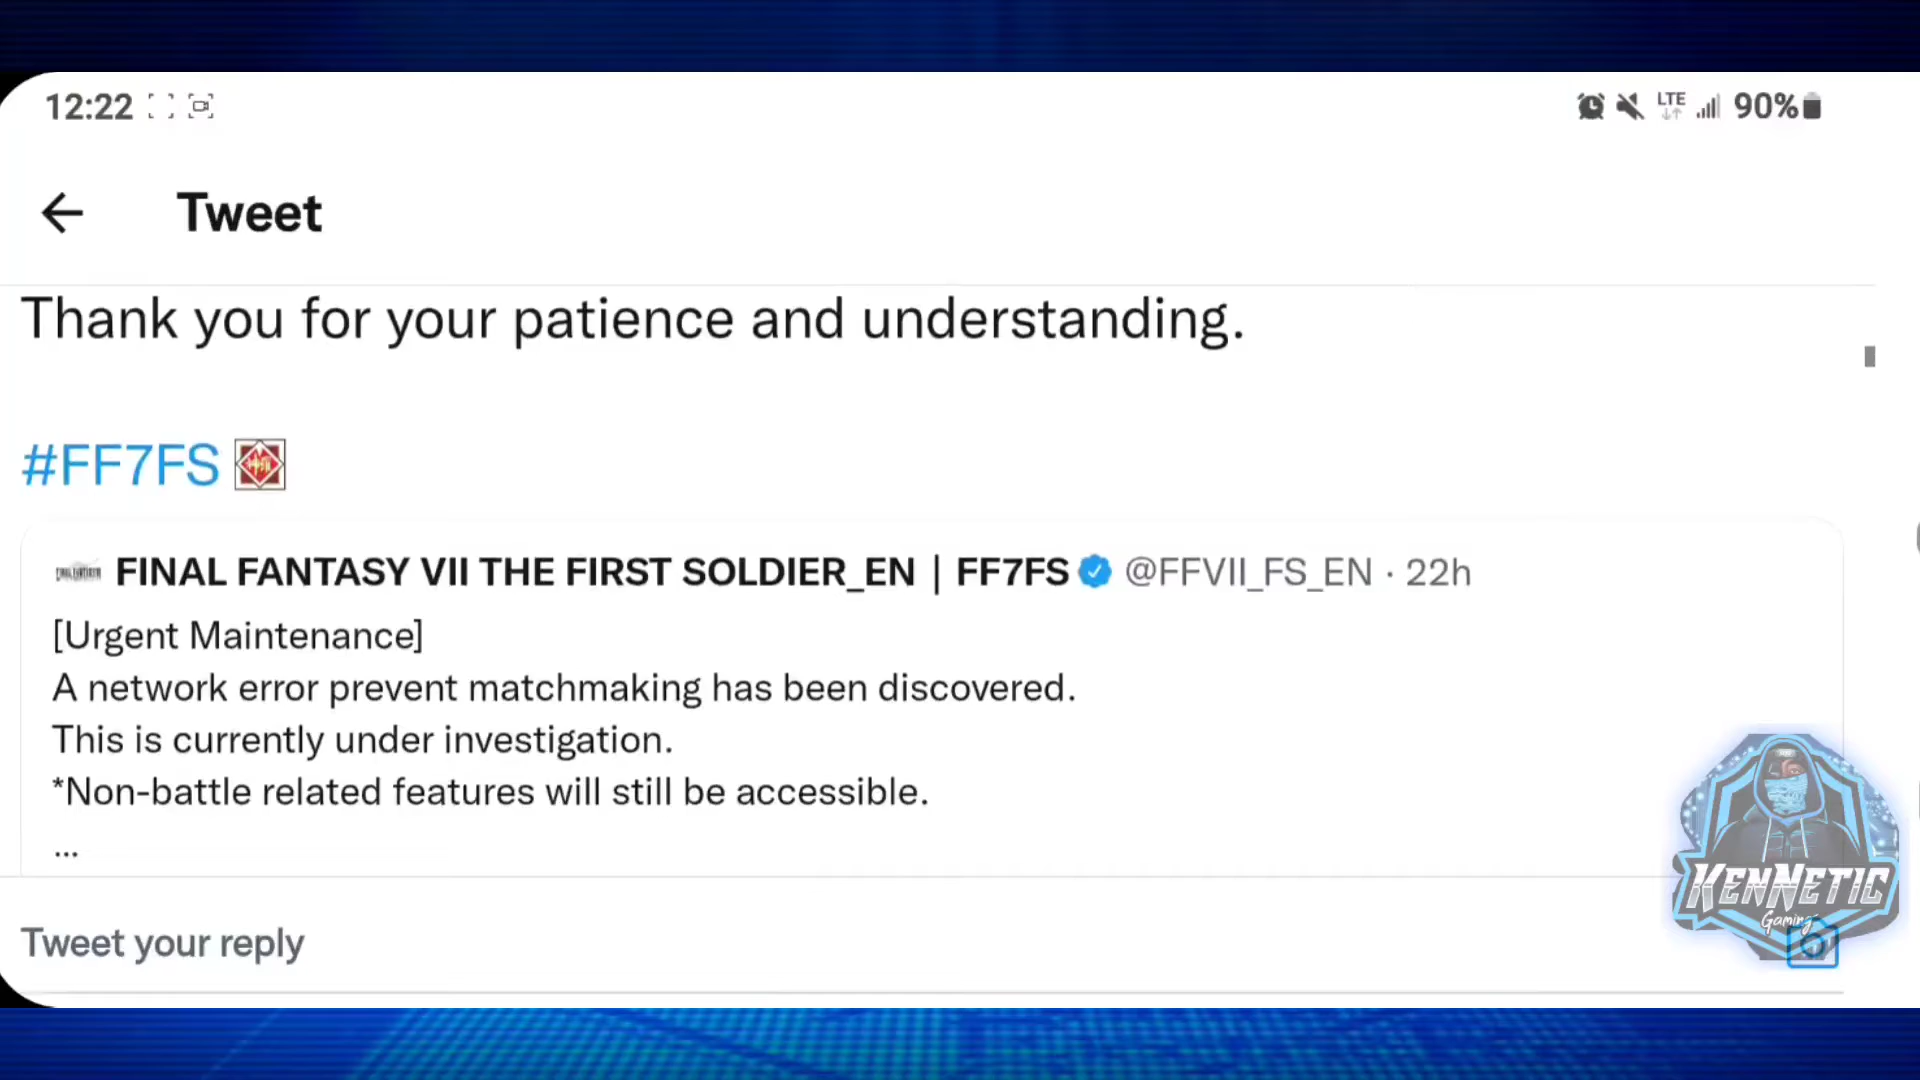 12:22
LTE 90%
Tweet
Thank you for your patience and understanding.
#FF7FS
FINAL FANTASY VII THE FIRST SOLDIER_EN | FF7FS @FFVII_FS_EN · 22h
[Urgent Maintenance]
A network error prevent matchmaking has been discovered.
This is currently under investigation.
*Non-battle related features will still be accessible.
...
KENNETIC
Gaming
Tweet your reply